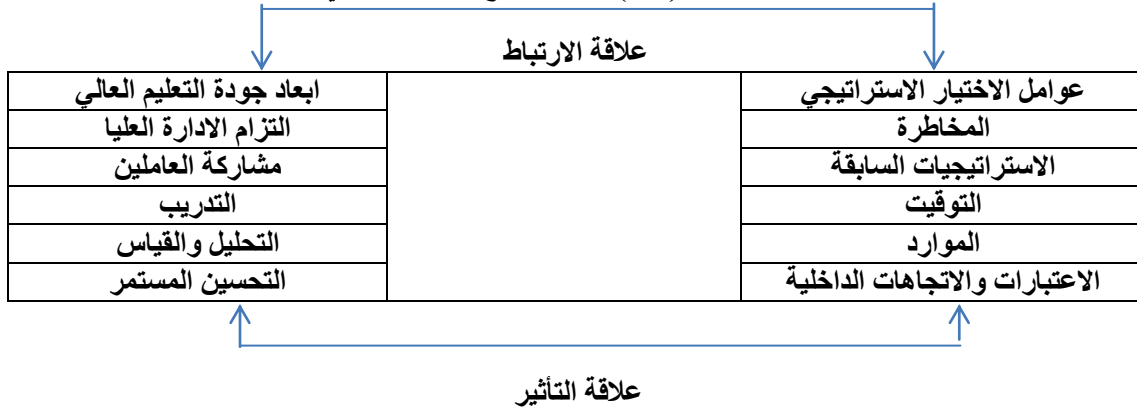 علاقة الارتباط
عوامل الاختيار الاستراتيجي ابعاد جودة التعليم العالي
المخاطرة التزام الادارة العليا
الاستراتيجيات السابقة مشاركة العاملين
التوقيت التدريب
الموارد التحليل والقياس
الاعتبارات والاتجاهات الداخلية التحسين المستمر
علاقة التأثير